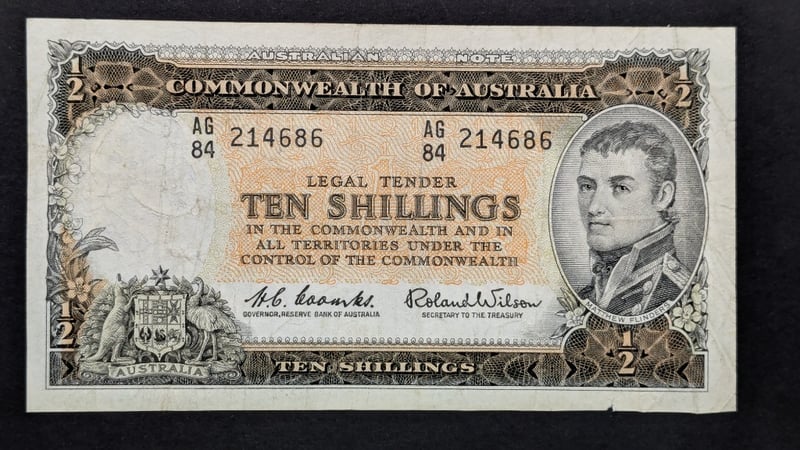 AUSTRALIAN NOTE
1/2 COMMONWEALTH OF AUSTRALIA 1/2
AG 84 214686 AG 84 214686
LEGAL TENDER
TEN SHILLINGS
IN THE COMMONWEALTH AND IN
ALL TERRITORIES UNDER THE
CONTROL OF THE COMMONWEALTH
H. C. Coombs. Roland Wilson
GOVERNOR, RESERVE BANK OF AUSTRALIA SECRETARY TO THE TREASURY
MATTHEW FLINDERS
1/2 1/2
AUSTRALIA TEN SHILLINGS